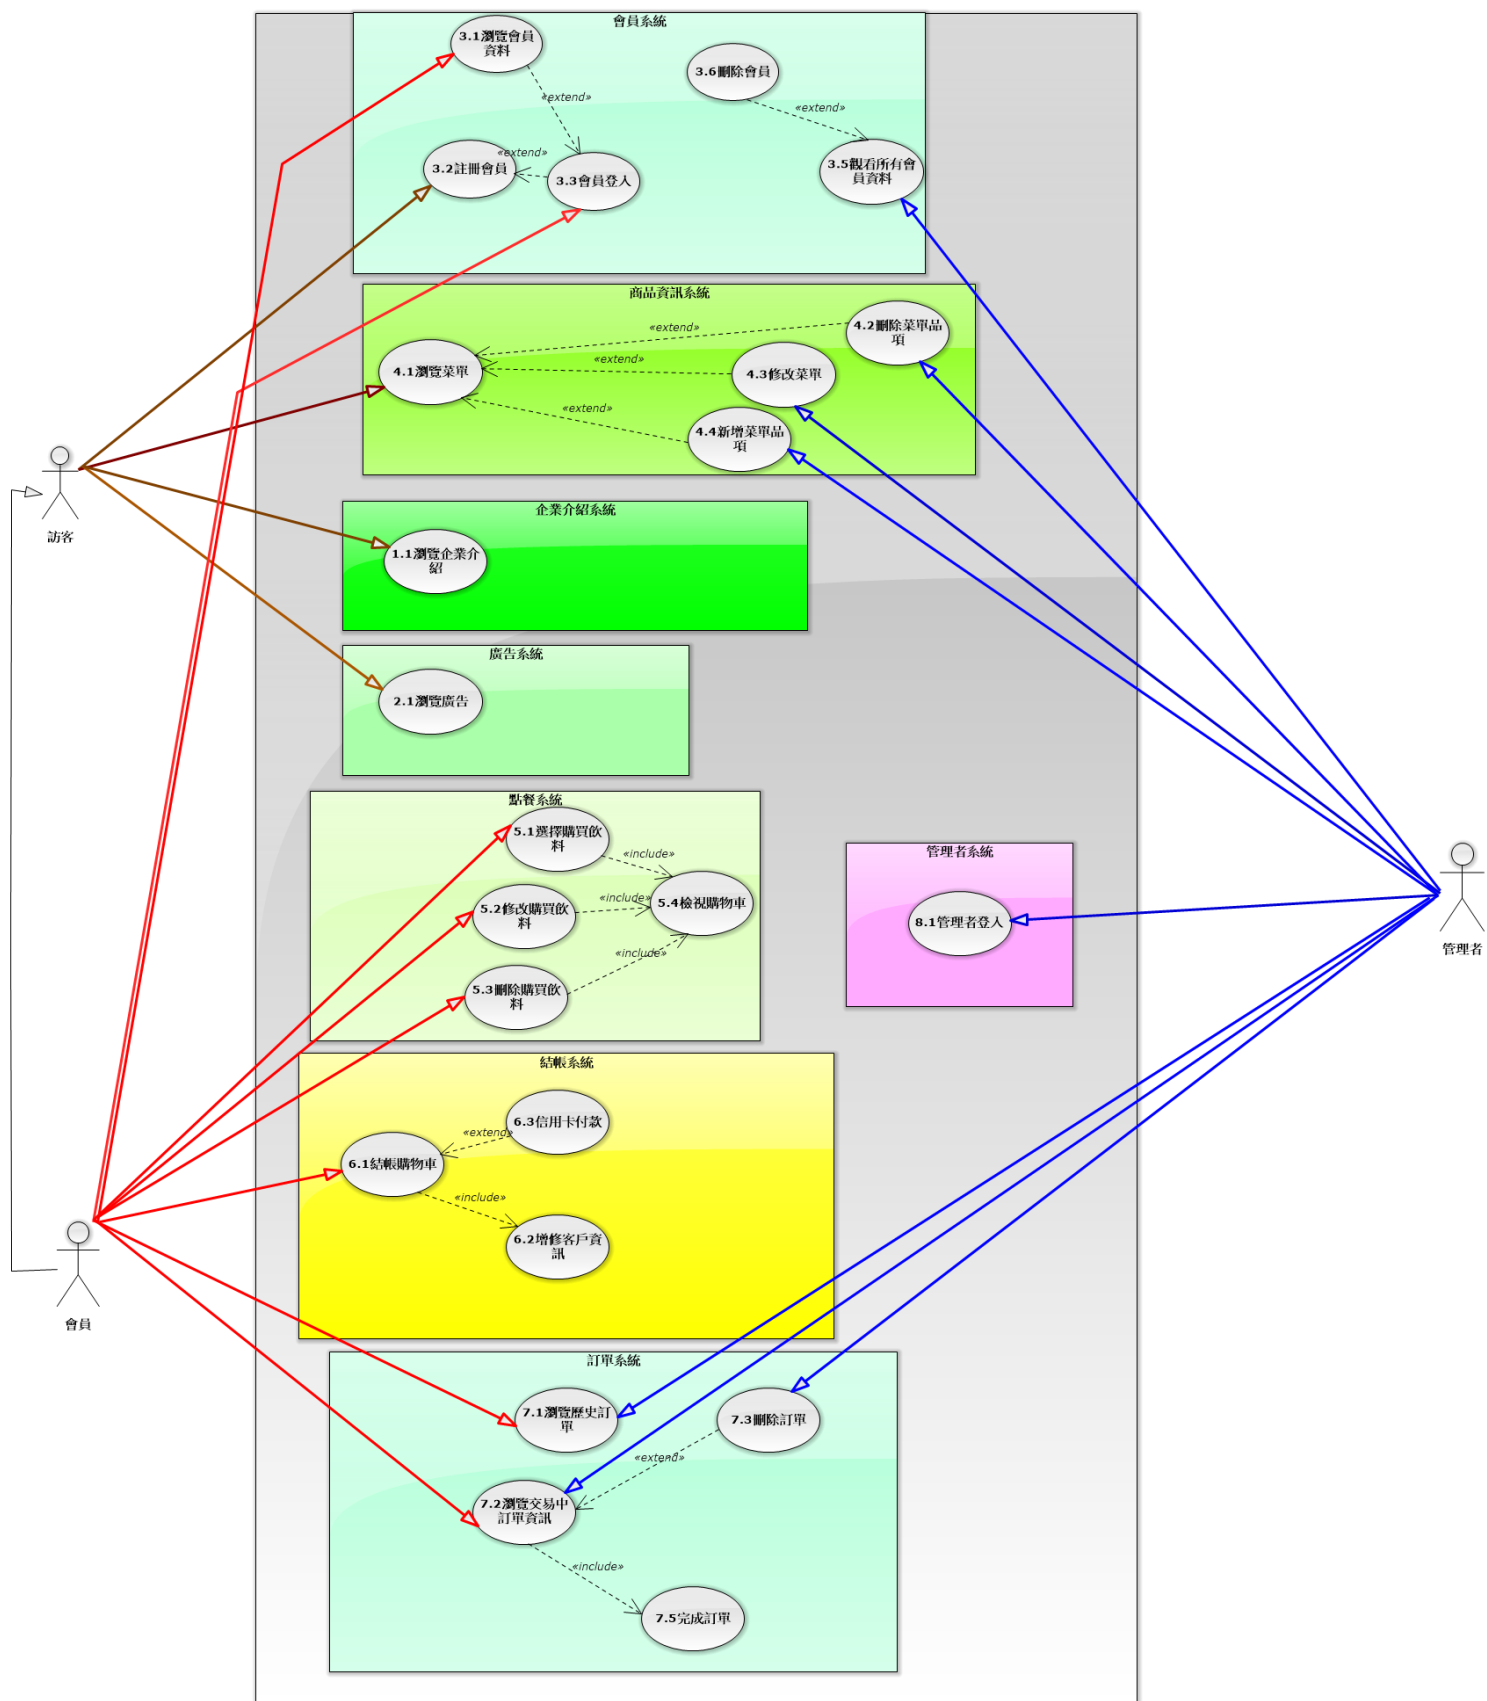 會員系統
3.1瀏覽會員
資料
3.6刪除會員
«extend»
«extend»
3.2註冊會員
«extend»
3.3會員登入
3.5觀看所有會
員資料
商品資訊系統
4.2刪除菜單品
項
«extend»
4.1瀏覽菜單
«extend»
4.3修改菜單
«extend»
4.4新增菜單品
項
訪客
企業介紹系統
1.1瀏覽企業介
紹
廣告系統
2.1瀏覽廣告
點餐系統
5.1選擇購買飲
料
«include»
5.2修改購買飲
料
«include»
5.4檢視購物車
«include»
5.3刪除購買飲
料
管理者系統
8.1管理者登入
管理者
結帳系統
6.3信用卡付款
«extend»
6.1結帳購物車
«include»
6.2增修客戶資
訊
會員
訂單系統
7.1瀏覽歷史訂
單
7.3刪除訂單
«extend»
7.2瀏覽交易中
訂單資訊
«include»
7.5完成訂單